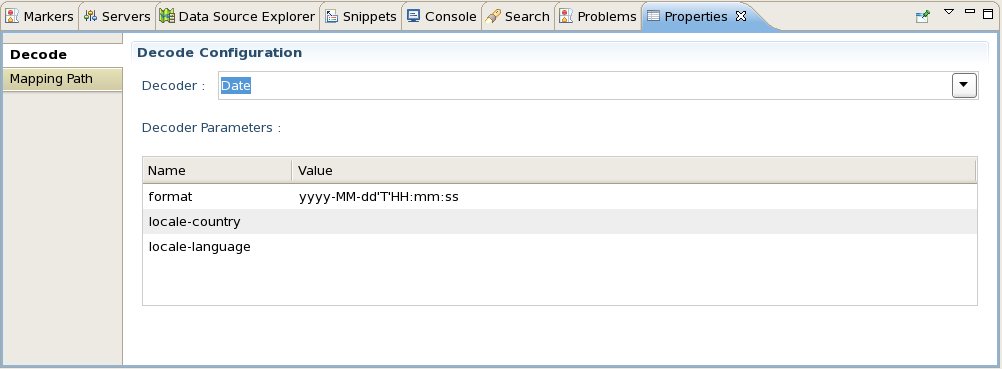 Markers Servers Data Source Explorer Snippets Console Search Problems Properties
Decode
Mapping Path
Decode Configuration
Decoder : Date
Decoder Parameters :
Name Value
format yyyy-MM-dd'T'HH:mm:ss
locale-country
locale-language